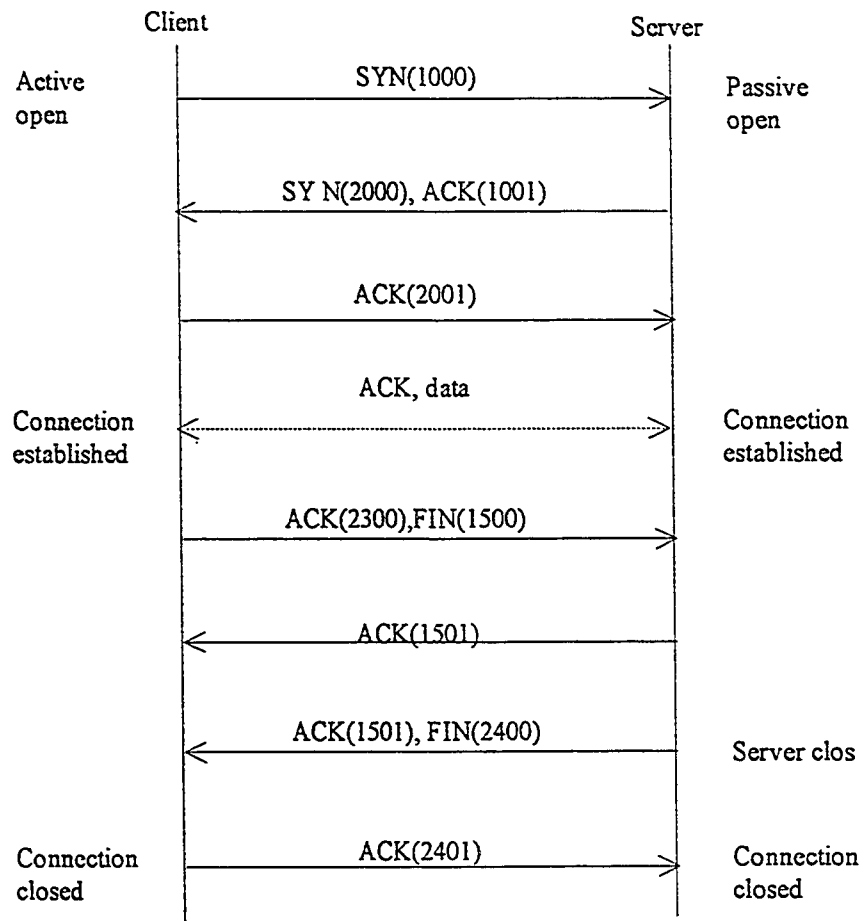 Client
Server
Active
open
SYN(1000)
Passive
open
SY N(2000), ACK(1001)
ACK(2001)
ACK, data
Connection
established
Connection
established
ACK(2300),FIN(1500)
ACK(1501)
ACK(1501), FIN(2400)
Server clos
Connection
closed
ACK(2401)
Connection
closed